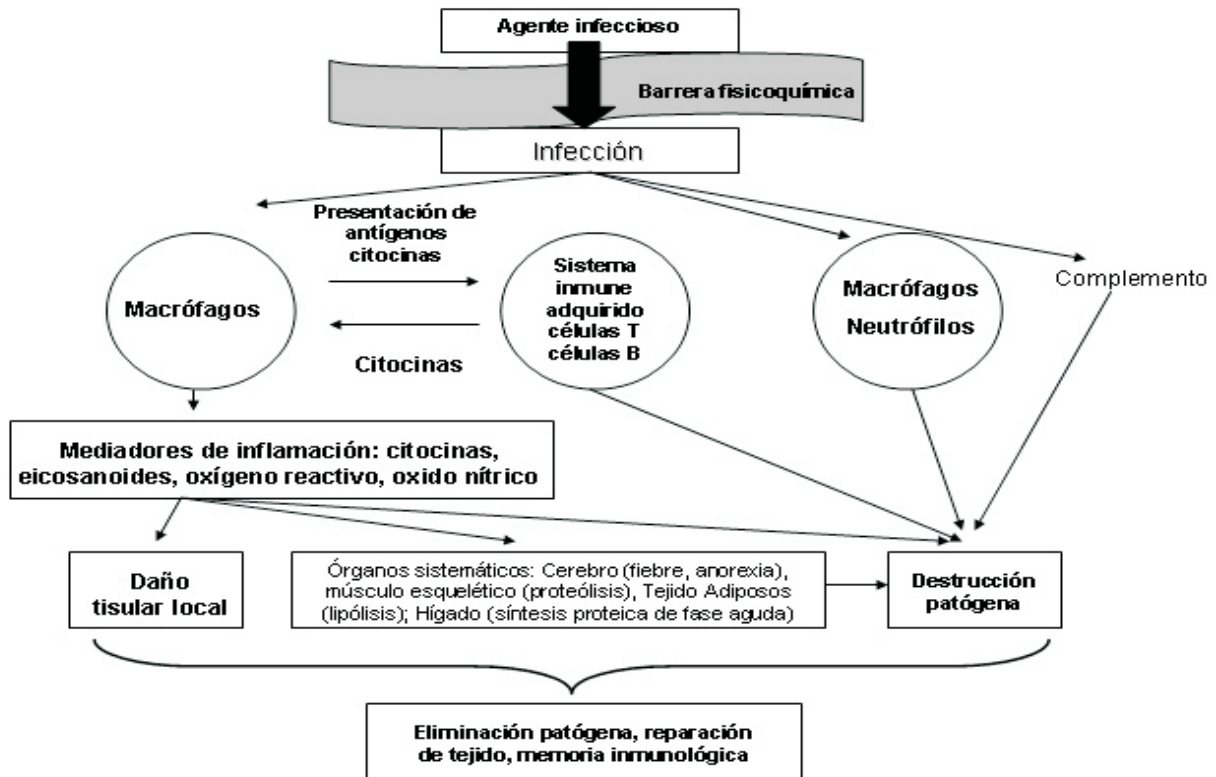 Agente infeccioso
Barrera fisicoquímica
Infección
Presentación de
antígenos
citocinas
Macrófagos
Citocinas
Sistema
inmune
adquirido
células T
células B
Macrófagos
Neutrófilos
Complemento
Mediadores de inflamación: citocinas,
eicosanoides, oxígeno reactivo, oxido nítrico
Daño
tisular local
Órganos sistemáticos: Cerebro (fiebre, anorexia),
músculo esquelético (proteólisis), Tejido Adiposos
(lipólisis); Hígado (síntesis proteica de fase aguda)
Destrucción
patógena
Eliminación patógena, reparación
de tejido, memoria inmunológica